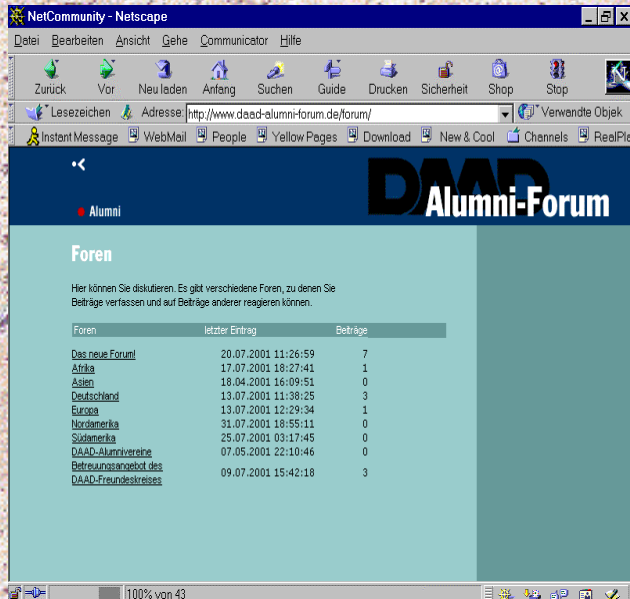 NetCommunity - Netscape
Datei Bearbeiten Ansicht Gehe Communicator Hilfe
Zurück Vor Neu laden Anfang Suchen Guide Drucken Sicherheit Shop Stop N
Lesezeichen Adresse: http://www.daad-alumni-forum.de/forum/ Verwandte Objek
Instant Message WebMail People Yellow Pages Download New & Cool Channels RealPla
DAAD
Alumni-Forum
Alumni
Foren
Hier können Sie diskutieren. Es gibt verschiedene Foren, zu denen Sie
Beiträge verfassen und auf Beiträge anderer reagieren können.
Foren letzter Eintrag Beiträge
Das neue Forum! 20.07.2001 11:26:59 7
Afrika 17.07.2001 18:27:41 1
Asien 18.04.2001 16:09:51 0
Deutschland 13.07.2001 11:38:25 3
Europa 13.07.2001 12:29:34 1
Nordamerika 31.07.2001 18:55:11 0
Südamerika 25.07.2001 03:17:45 0
DAAD-Alumnivereine 07.05.2001 22:10:46 0
Betreuungsangebot des
DAAD-Freundeskreises 09.07.2001 15:42:18 3
100% von 43